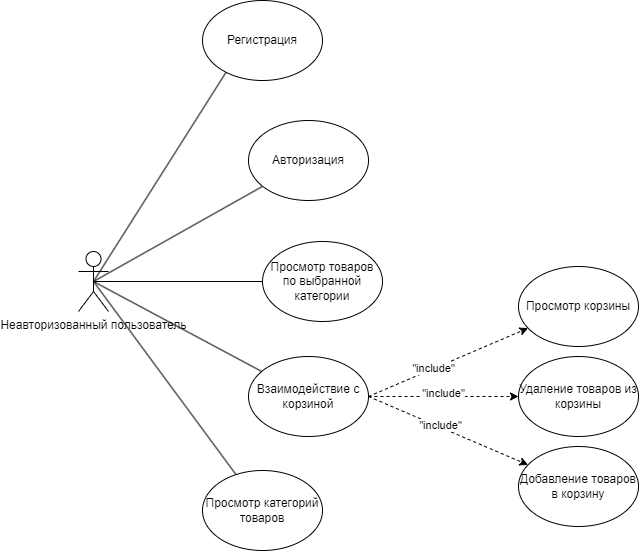 Регистрация
Авторизация
Просмотр товаров
по выбранной
категории
Неавторизованный пользователь
Просмотр корзины
"include"
Взаимодействие с
корзиной
"include"
Удаление товаров из
корзины
"include"
Добавление товаров
в корзину
Просмотр категорий
товаров